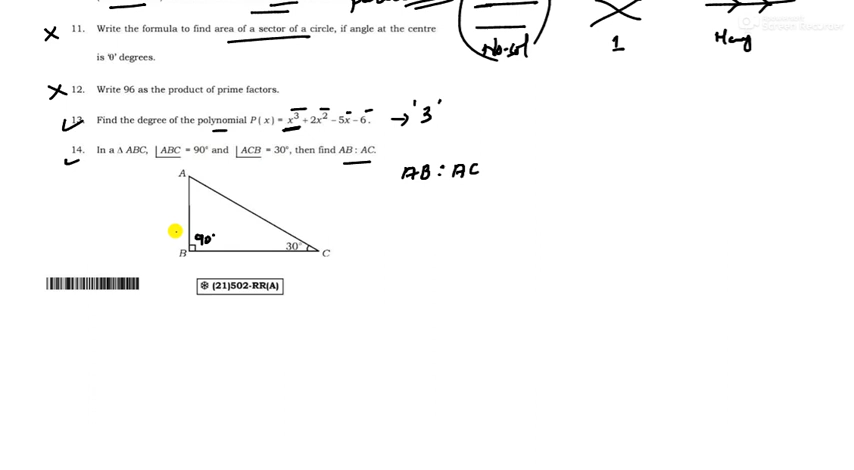 11. Write the formula to find area of a sector of a circle, if angle at the centre
is 'θ' degrees.
No-sol
1
Many
12. Write 96 as the product of prime factors.
13. Find the degree of the polynomial P(x) = x³ + 2x² − 5x − 6. → '3'
14. In a Δ ABC, ∠ABC = 90° and ∠ACB = 30°, then find AB : AC.
AB : AC
A
90°
30°
B
C
❄ (21)502-RR(A)